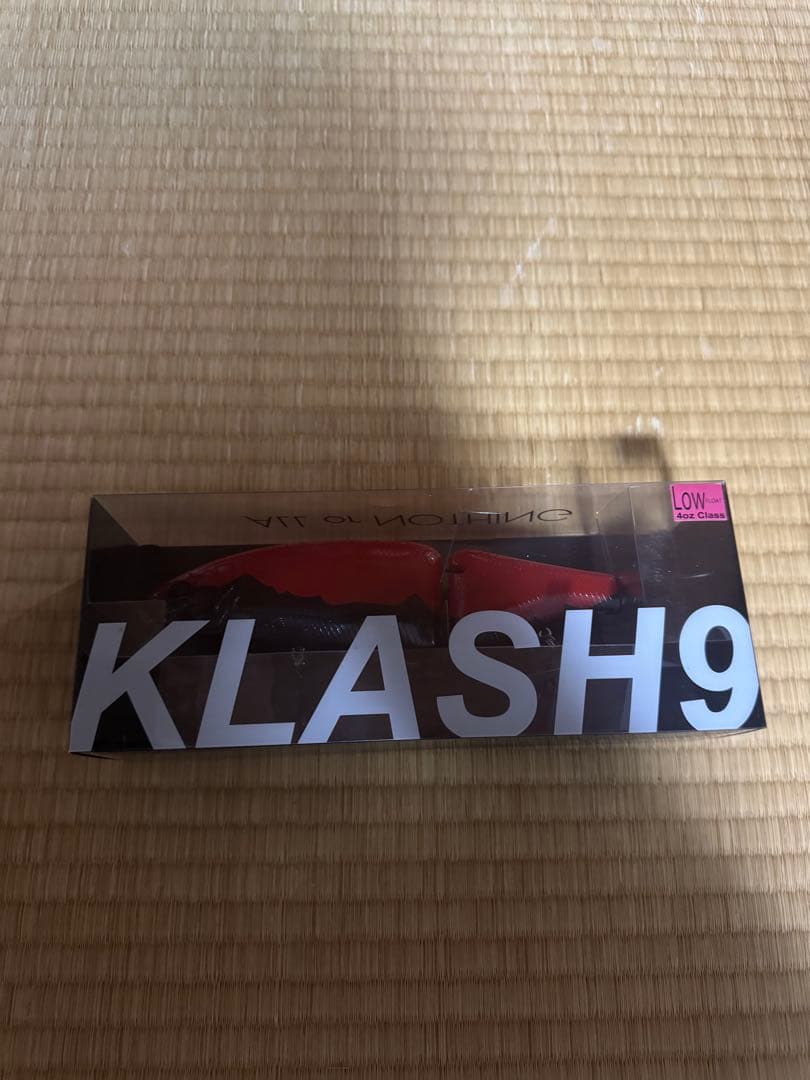 LOW FLOAT
4oz Class
ALL or NOTHING
KLASH9